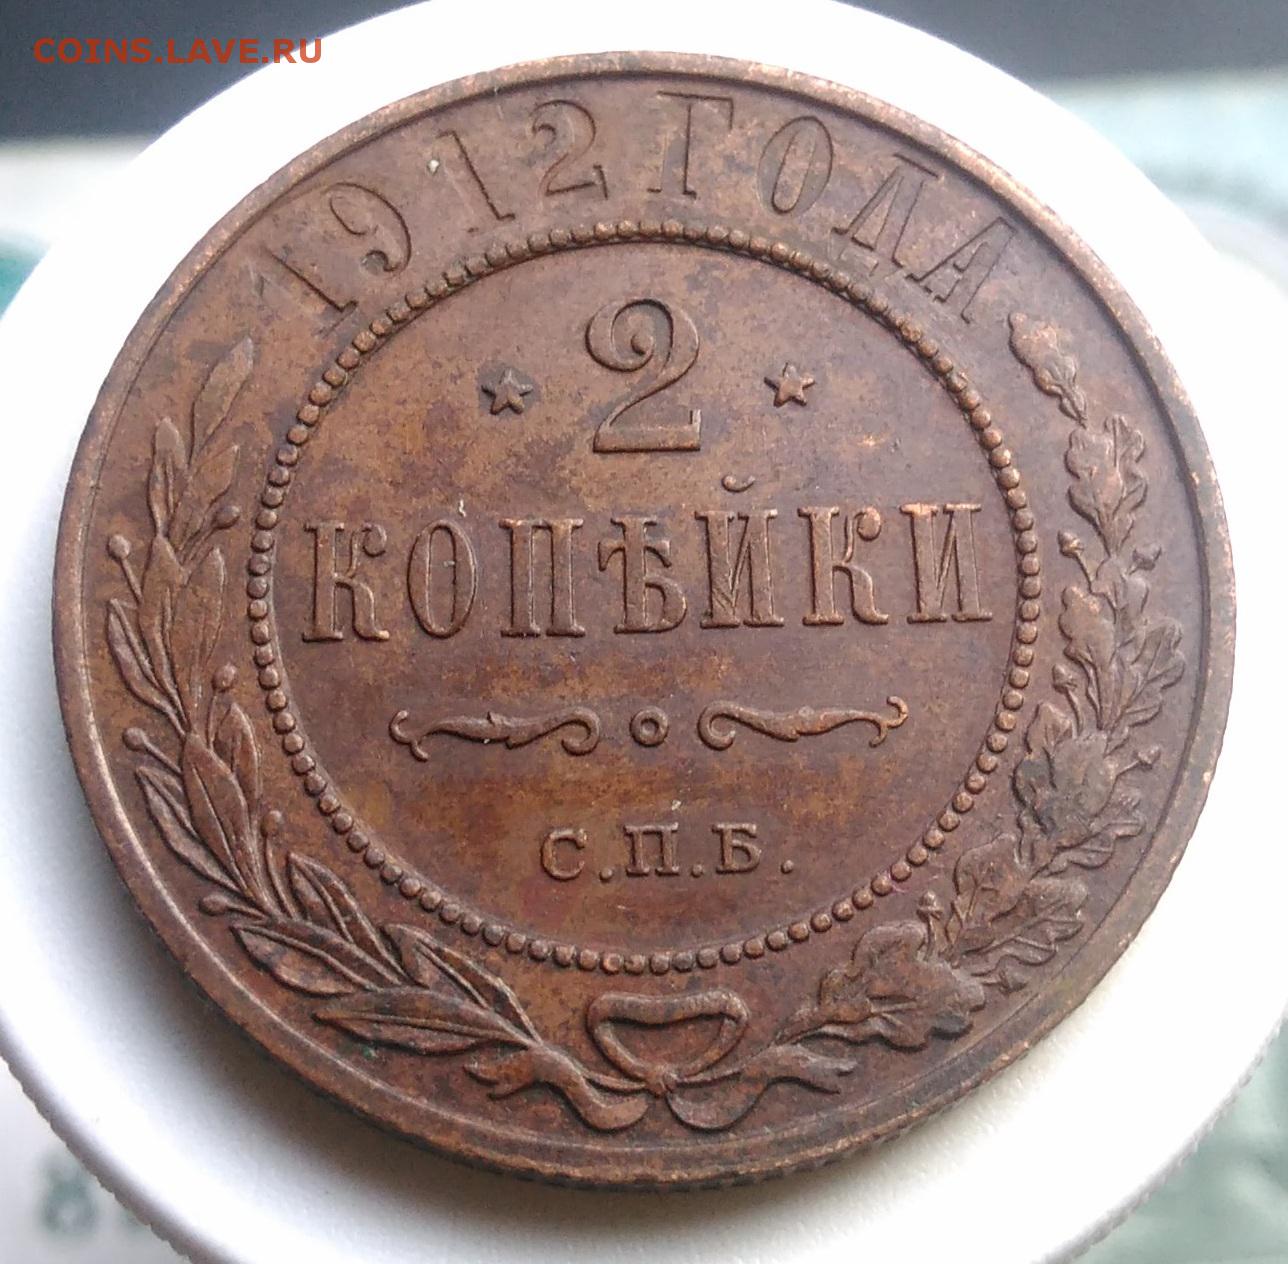 COINS.LAVE.RU
1912 ГОДА
2
КОПѢЙКИ
С.П.Б.